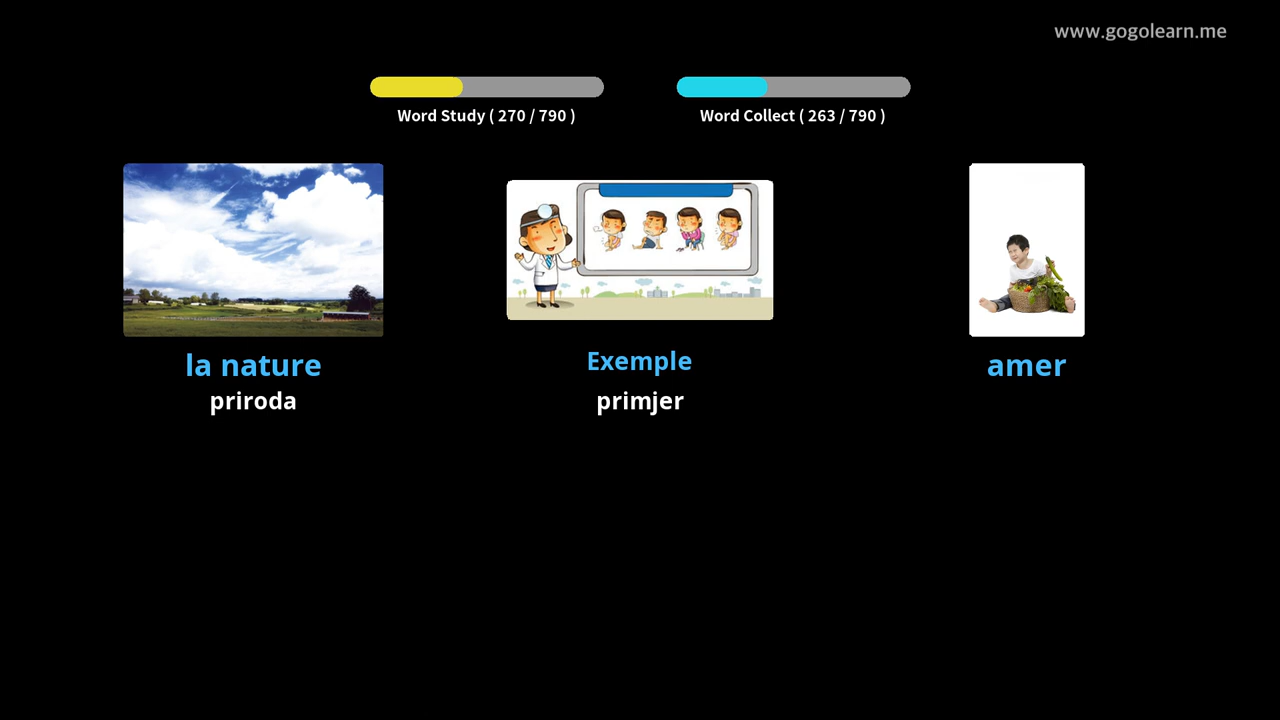 www.gogolearn.me
Word Study ( 270 / 790 )
Word Collect ( 263 / 790 )
la nature
priroda
Exemple
primjer
amer